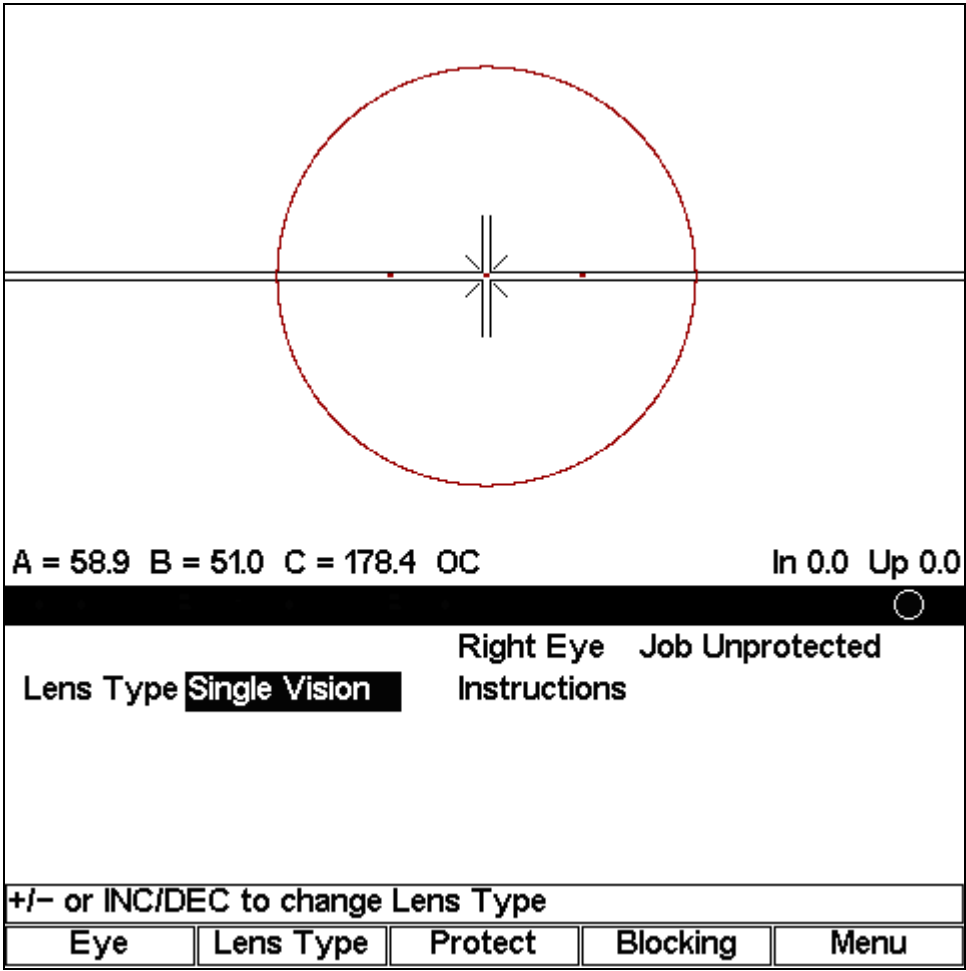 A = 58.9 B = 51.0 C = 178.4 OC In 0.0 Up 0.0
Right Eye Job Unprotected
Lens Type Single Vision Instructions
+/− or INC/DEC to change Lens Type
Eye Lens Type Protect Blocking Menu